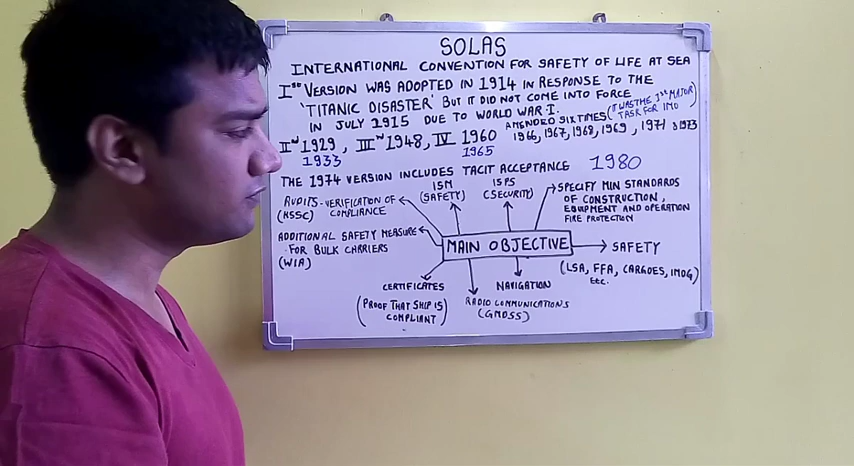 SOLAS
INTERNATIONAL CONVENTION FOR SAFETY OF LIFE AT SEA
Ist VERSION WAS ADOPTED IN 1914 IN RESPONSE TO THE
'TITANIC DISASTER' BUT IT DID NOT COME INTO FORCE
IN JULY 1915 DUE TO WORLD WAR I.
(IT WAS THE 1st MAJOR
TASK FOR IMO)
IInd 1929, IIIrd 1948, IV 1960
1933
1965
AMENDED SIX TIMES
1966, 1967, 1968, 1969, 1971 & 1973
THE 1974 VERSION INCLUDES TACIT ACCEPTANCE 1980
AUDITS - VERIFICATION OF
(HSSC) COMPLIANCE
ISM
(SAFETY)
ISPS
(SECURITY)
SPECIFY MIN STANDARDS
OF CONSTRUCTION,
EQUIPMENT AND OPERATION
FIRE PROTECTION
ADDITIONAL SAFETY MEASURE
FOR BULK CARRIERS
(XIIA)
MAIN OBJECTIVE
SAFETY
(LSA, FFA, CARGOES, IMDG)
Etc.
CERTIFICATES
(PROOF THAT SHIP IS
COMPLIANT)
RADIO COMMUNICATIONS
(GMDSS)
NAVIGATION